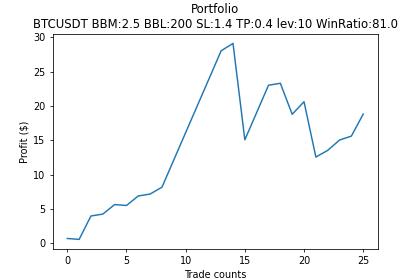 Portfolio
BTCUSDT BBM:2.5 BBL:200 SL:1.4 TP:0.4 lev:10 WinRatio:81.0
30
25
20
15
10
5
0
Profit ($)
0 5 10 15 20 25
Trade counts